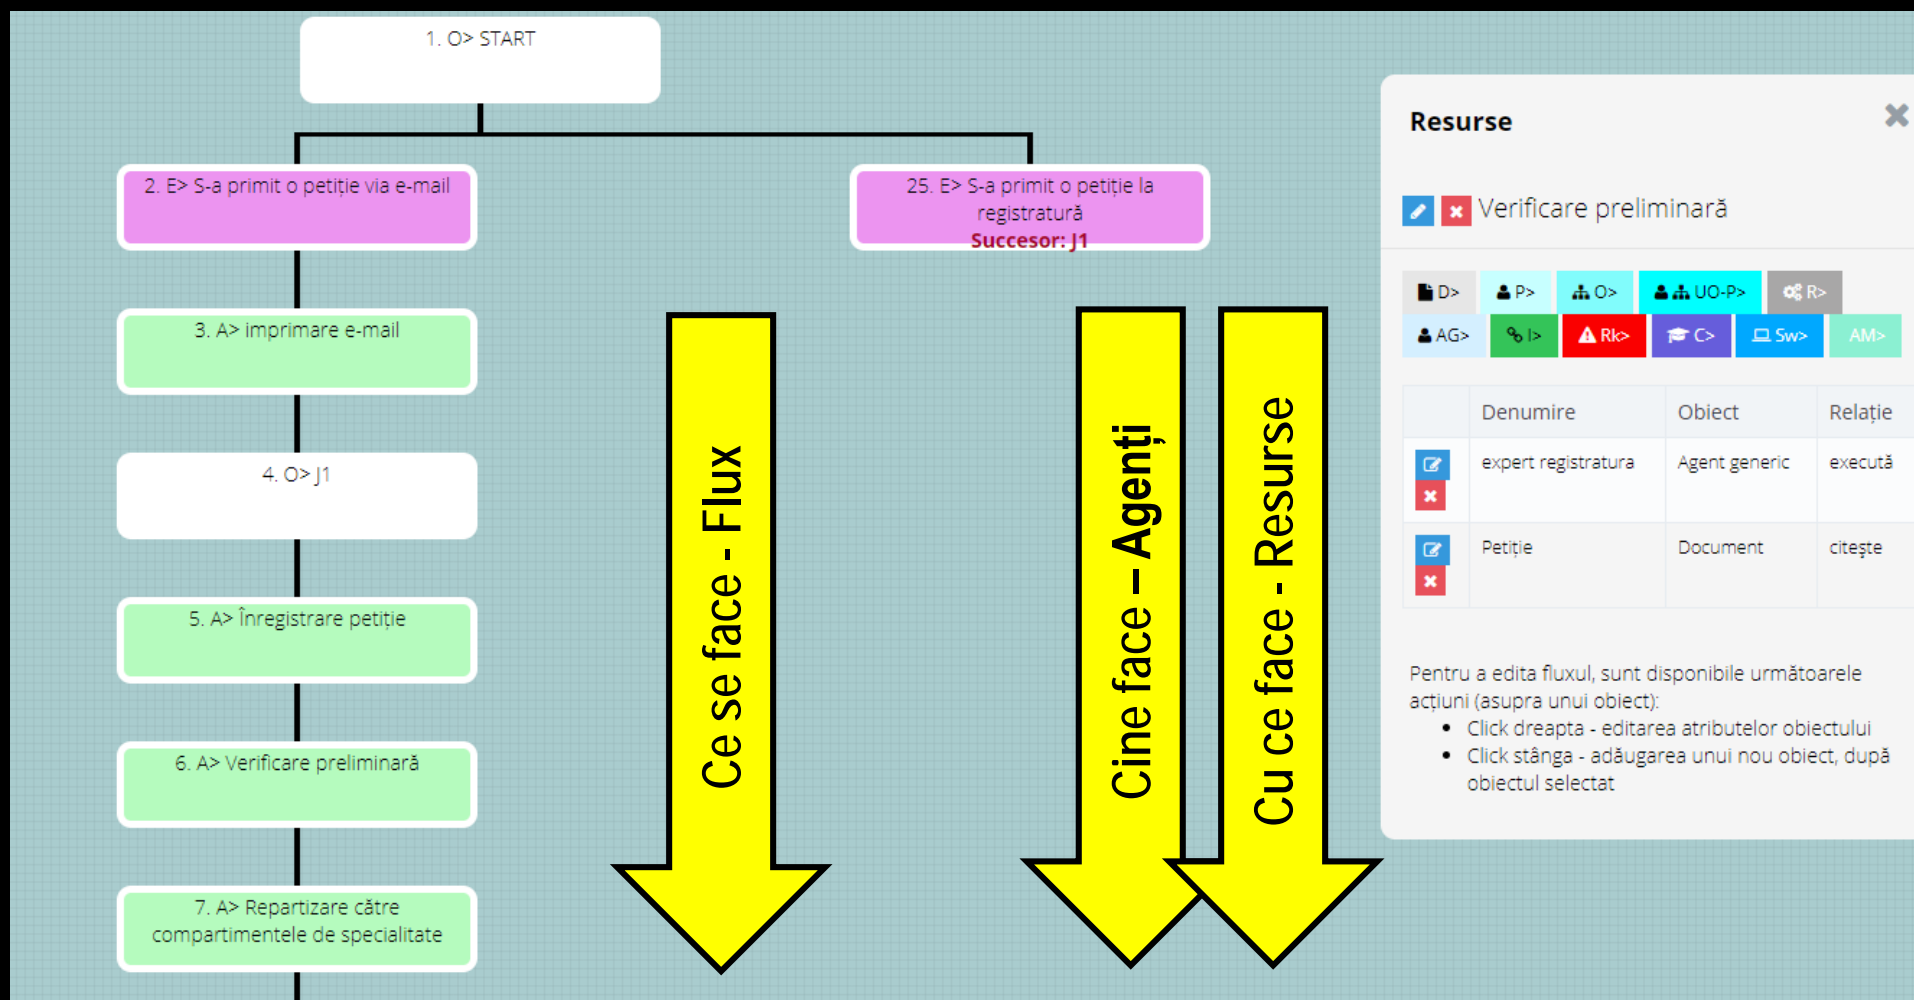 1. O> START
2. E> S-a primit o petiție via e-mail
25. E> S-a primit o petiție la
registratură
Succesor: J1
3. A> imprimare e-mail
4. O> J1
5. A> Înregistrare petiție
6. A> Verificare preliminară
7. A> Repartizare către
compartimentele de specialitate
Ce se face - Flux
Cine face – Agenți
Cu ce face - Resurse
Resurse
Verificare preliminară
D> P> O> UO-P> R>
AG> I> Rk> C> Sw> AM>
Denumire Obiect Relație
expert registratura Agent generic execută
Petiție Document citește
Pentru a edita fluxul, sunt disponibile următoarele
acțiuni (asupra unui obiect):
• Click dreapta - editarea atributelor obiectului
• Click stânga - adăugarea unui nou obiect, după
obiectul selectat